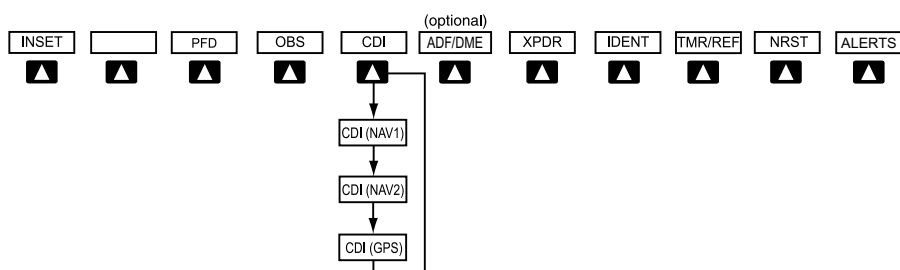 (optional)
INSET PFD OBS CDI ADF/DME XPDR IDENT TMR/REF NRST ALERTS
CDI (NAV1)
CDI (NAV2)
CDI (GPS)